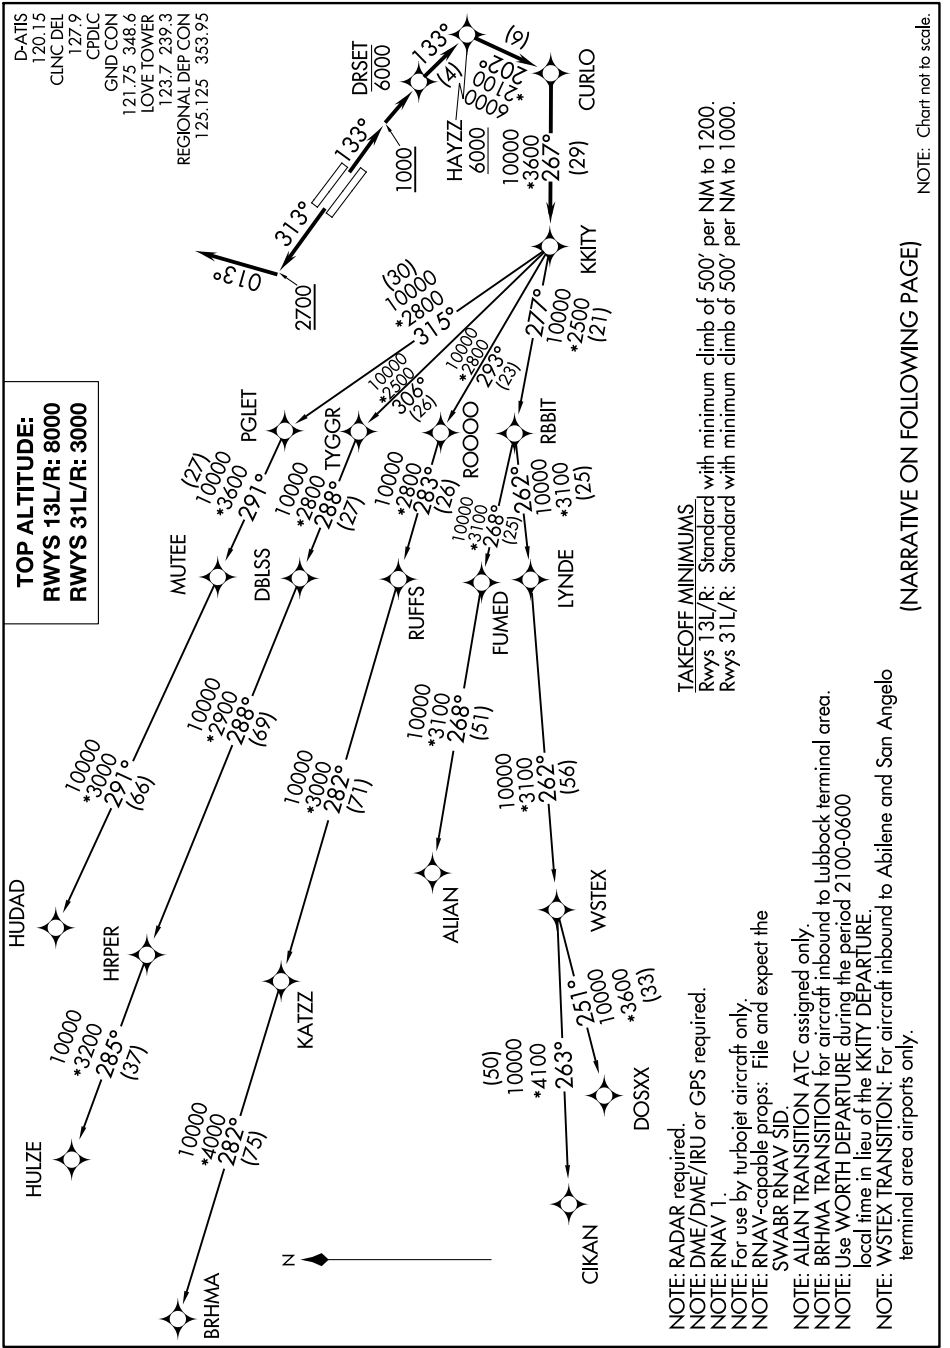 D-ATIS
120.15
CLNC DEL
127.9
CPDLC
GND CON
121.75 348.6
LOVE TOWER
123.7 239.3
REGIONAL DEP CON
125.125 353.95
TOP ALTITUDE:
RWYS 13L/R: 8000
RWYS 31L/R: 3000
013°
2700
313°
133°
1000
DRSET
6000
133°
(4)
HAYZZ
6000
6000
*2100
202°
(9)
CURLO
10000
*3600
267°
(29)
KKITY
(30)
10000
*2800
315°
PGLET
(27)
10000
*3600
291°
MUTEE
10000
*3000
291°
(66)
HUDAD
10000
*2500
306°
(26)
TYGGR
10000
*2800
288°
(27)
DBLSS
10000
*2900
288°
(69)
HRPER
10000
*3200
285°
(37)
HULZE
10000
*2800
293°
(23)
ROOOO
10000
*2800
283°
(26)
RUFFS
10000
*3000
282°
(71)
KATZZ
10000
*4000
282°
(75)
BRHMA
277°
10000
*2500
(21)
RBBIT
10000
*3100
268°
(25)
FUMED
10000
*3100
268°
(51)
ALIAN
262°
10000
*3100
(25)
LYNDE
10000
*3100
262°
(56)
WSTEX
251°
10000
*3600
(33)
DOSXX
(50)
10000
*4100
263°
CIKAN
N
TAKEOFF MINIMUMS
Rwys 13L/R: Standard with minimum climb of 500' per NM to 1200.
Rwys 31L/R: Standard with minimum climb of 500' per NM to 1000.
NOTE: RADAR required.
NOTE: DME/DME/IRU or GPS required.
NOTE: RNAV 1.
NOTE: For use by turbojet aircraft only.
NOTE: RNAV-capable props: File and expect the
SWABR RNAV SID.
NOTE: ALIAN TRANSITION ATC assigned only.
NOTE: BRHMA TRANSITION for aircraft inbound to Lubbock terminal area.
NOTE: Use WORTH DEPARTURE during the period 2100-0600
local time in lieu of the KKITY DEPARTURE.
NOTE: WSTEX TRANSITION: For aircraft inbound to Abilene and San Angelo
terminal area airports only.
(NARRATIVE ON FOLLOWING PAGE)
NOTE: Chart not to scale.